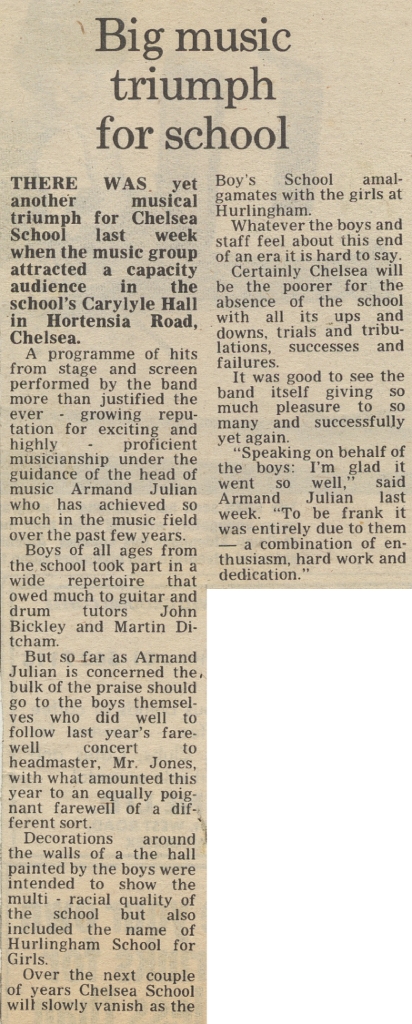 Big music
triumph
for school
THERE WAS yet
another musical
triumph for Chelsea
School last week
when the music group
attracted a capacity
audience in the
school's Carylyle Hall
in Hortensia Road,
Chelsea.
A programme of hits
from stage and screen
performed by the band
more than justified the
ever - growing repu-
tation for exciting and
highly - proficient
musicianship under the
guidance of the head of
music Armand Julian
who has achieved so
much in the music field
over the past few years.
Boys of all ages from
the school took part in a
wide repertoire that
owed much to guitar and
drum tutors John
Bickley and Martin Di-
tcham.
But so far as Armand
Julian is concerned the
bulk of the praise should
go to the boys themsel-
ves who did well to
follow last year's fare-
well concert to
headmaster, Mr. Jones,
with what amounted this
year to an equally poig-
nant farewell of a dif-
ferent sort.
Decorations around
the walls of a the hall
painted by the boys were
intended to show the
multi - racial quality of
the school but also
included the name of
Hurlingham School for
Girls.
Over the next couple
of years Chelsea School
will slowly vanish as the
Boy's School amal-
gamates with the girls at
Hurlingham.
Whatever the boys and
staff feel about this end
of an era it is hard to say.
Certainly Chelsea will
be the poorer for the
absence of the school
with all its ups and
downs, trials and tribu-
lations, successes and
failures.
It was good to see the
band itself giving so
much pleasure to so
many and successfully
yet again.
"Speaking on behalf of
the boys: I'm glad it
went so well," said
Armand Julian last
week. "To be frank it
was entirely due to them
— a combination of en-
thusiasm, hard work and
dedication."